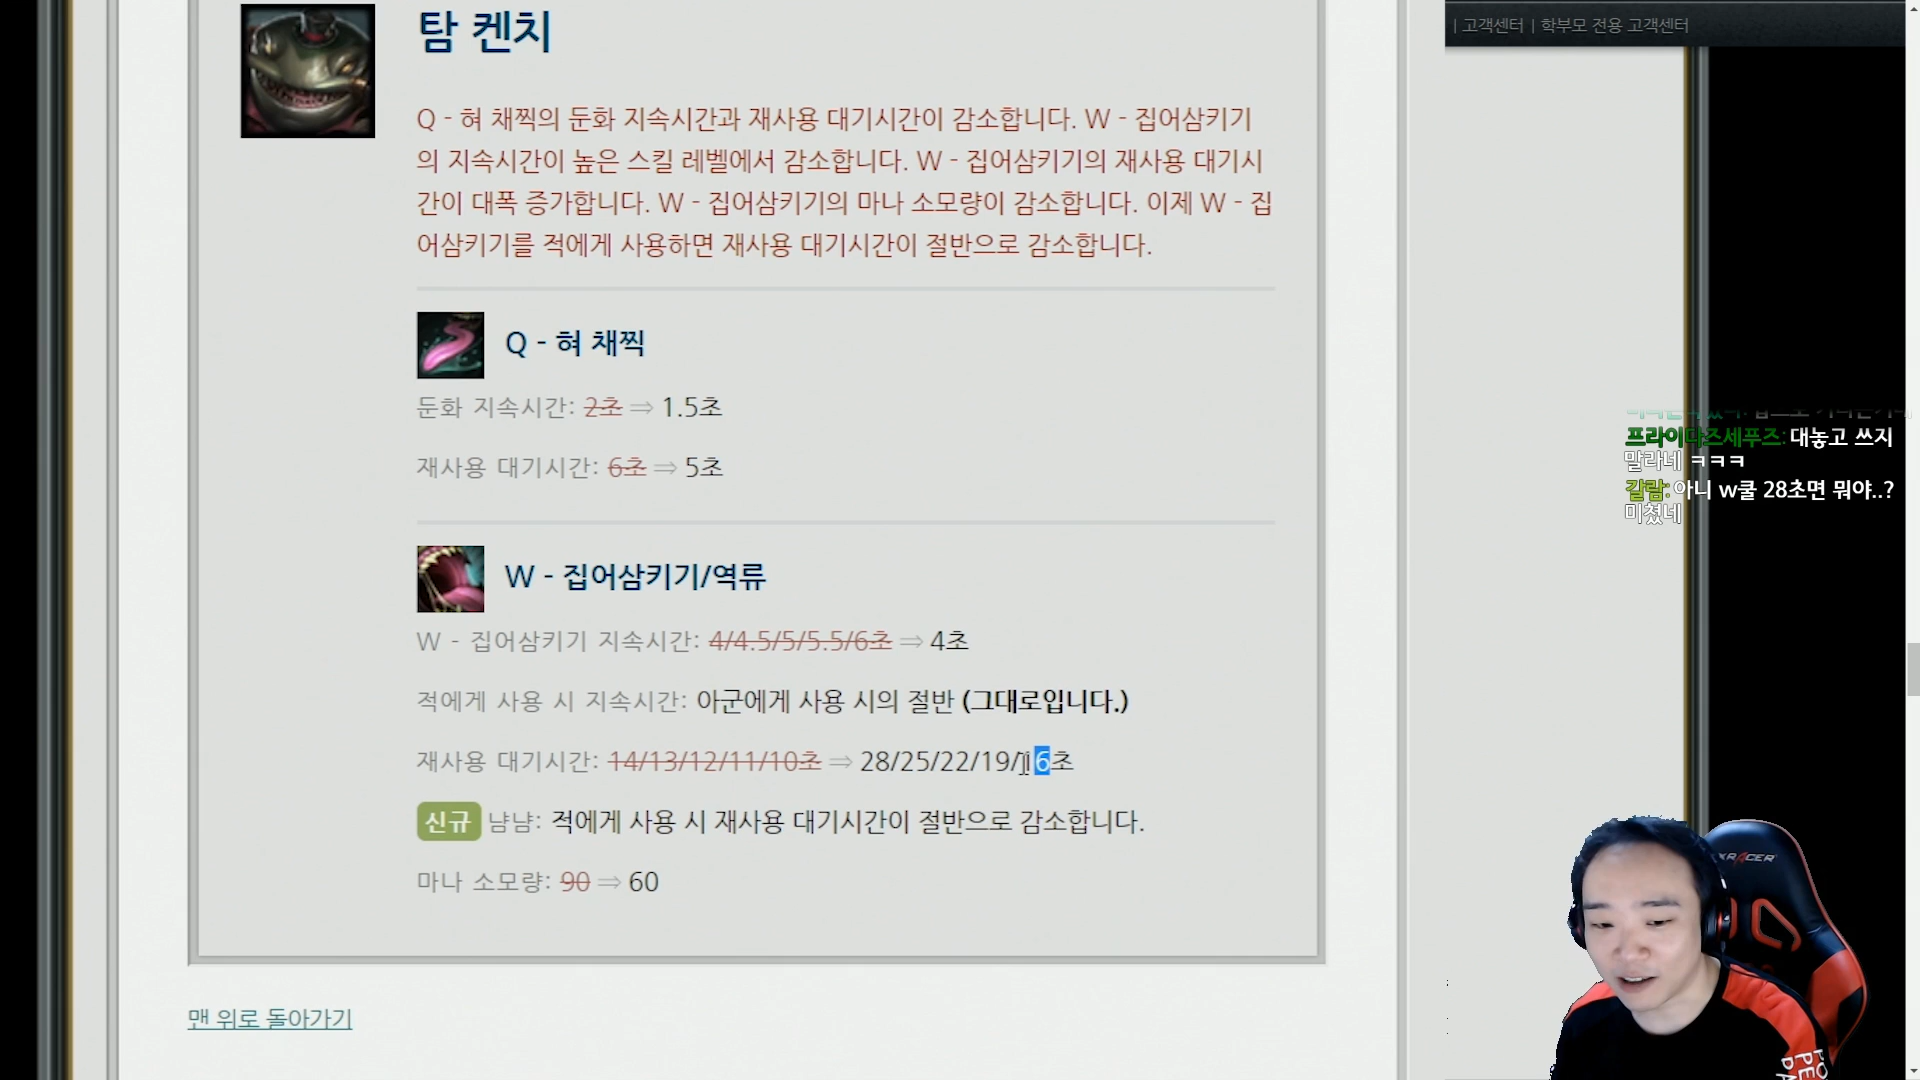 | 고객센터 | 학부모 전용 고객센터
탐 켄치
Q - 혀 채찍의 둔화 지속시간과 재사용 대기시간이 감소합니다. W - 집어삼키기
의 지속시간이 높은 스킬 레벨에서 감소합니다. W - 집어삼키기의 재사용 대기시
간이 대폭 증가합니다. W - 집어삼키기의 마나 소모량이 감소합니다. 이제 W - 집
어삼키기를 적에게 사용하면 재사용 대기시간이 절반으로 감소합니다.
Q - 혀 채찍
둔화 지속시간: 2초 ⇒ 1.5초
재사용 대기시간: 6초 ⇒ 5초
W - 집어삼키기/역류
W - 집어삼키기 지속시간: 4/4.5/5/5.5/6초 ⇒ 4초
적에게 사용 시 지속시간: 아군에게 사용 시의 절반 (그대로입니다.)
재사용 대기시간: 14/13/12/11/10초 ⇒ 28/25/22/19/16초
신규 냠냠: 적에게 사용 시 재사용 대기시간이 절반으로 감소합니다.
마나 소모량: 90 ⇒ 60
맨 위로 돌아가기
프라이다즈세푸즈: 대놓고 쓰지
말라네 ㅋㅋㅋ
갈람: 아니 w쿨 28초면 뭐야..?
미쳤네